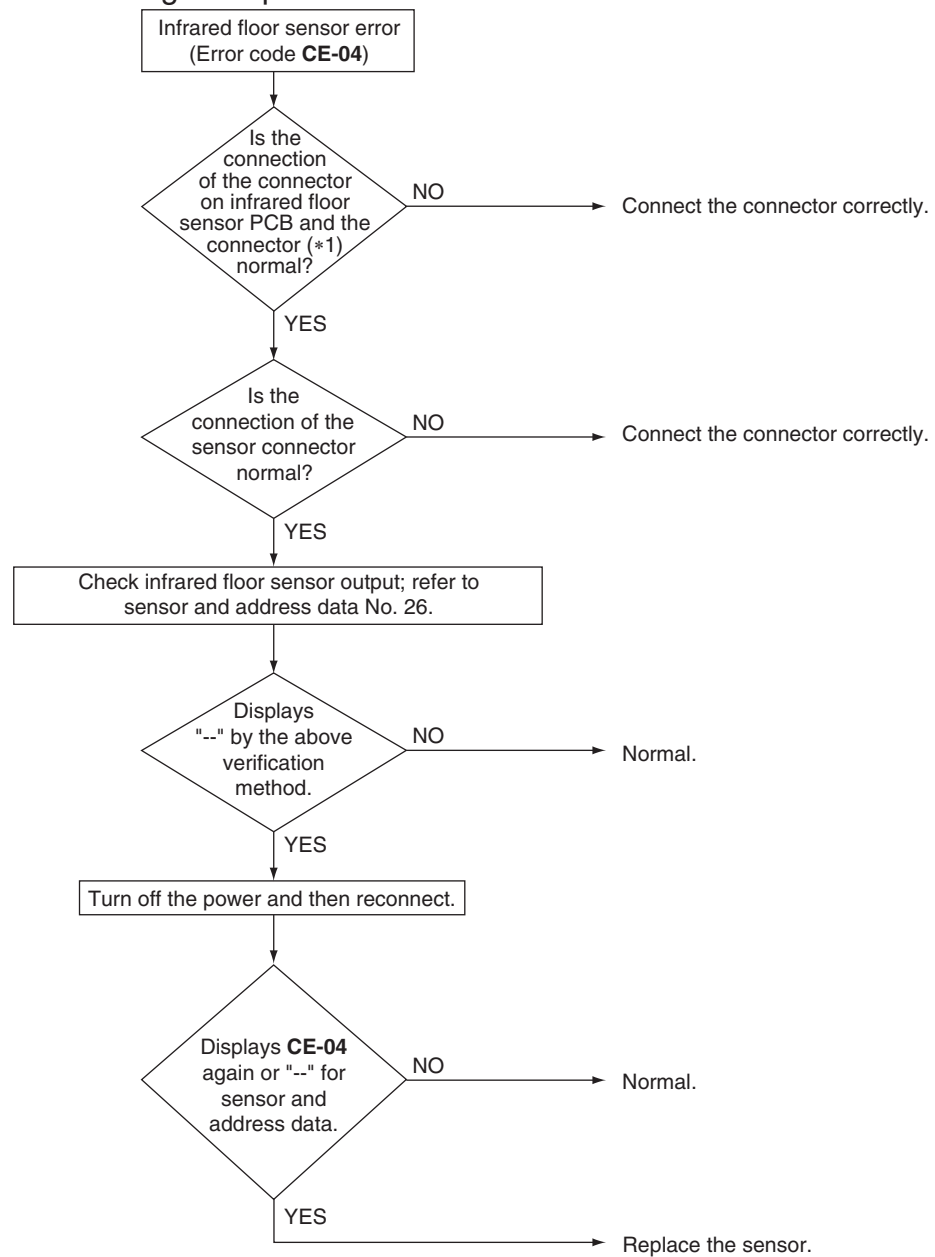 Infrared floor sensor error
(Error code CE-04)
Is the
connection
of the connector
on infrared floor
sensor PCB and the
connector (*1)
normal?
NO
Connect the connector correctly.
YES
Is the
connection of the
sensor connector
normal?
NO
Connect the connector correctly.
YES
Check infrared floor sensor output; refer to
sensor and address data No. 26.
Displays
"--" by the above
verification
method.
NO
Normal.
YES
Turn off the power and then reconnect.
Displays CE-04
again or "--" for
sensor and
address data.
NO
Normal.
YES
Replace the sensor.